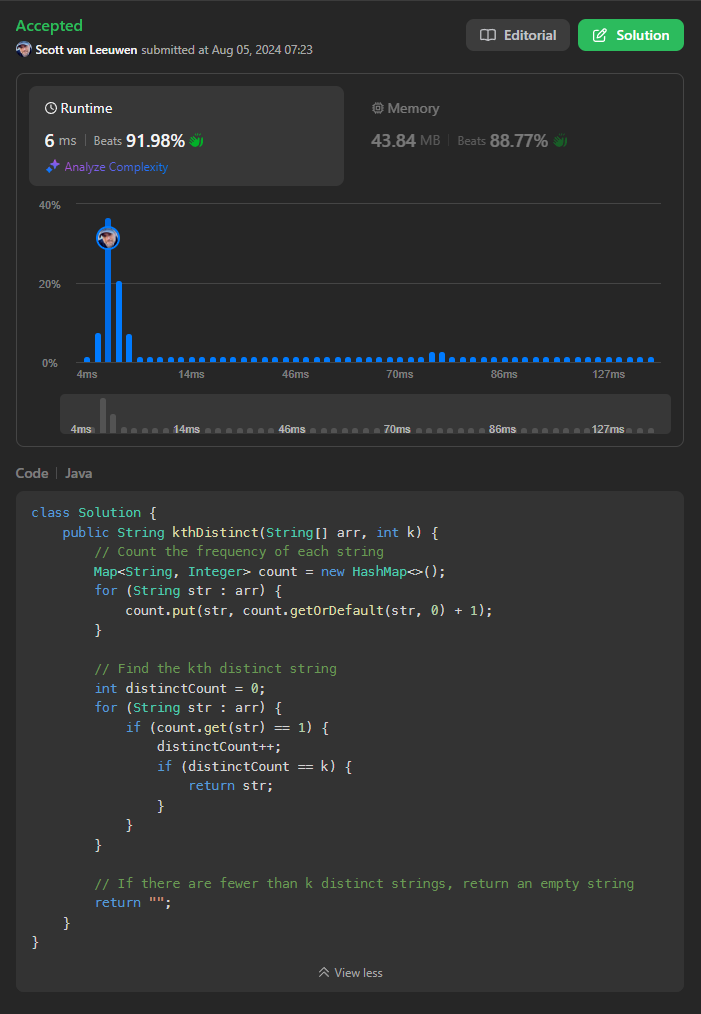 Accepted
Scott van Leeuwen submitted at Aug 05, 2024 07:23
Editorial
Solution
Runtime
6 ms | Beats 91.98%
Analyze Complexity
Memory
43.84 MB | Beats 88.77%
40%
20%
0%
4ms 14ms 46ms 70ms 86ms 127ms
4ms 14ms 46ms 70ms 86ms 127ms
Code | Java
class Solution {
    public String kthDistinct(String[] arr, int k) {
        // Count the frequency of each string
        Map<String, Integer> count = new HashMap<>();
        for (String str : arr) {
            count.put(str, count.getOrDefault(str, 0) + 1);
        }

        // Find the kth distinct string
        int distinctCount = 0;
        for (String str : arr) {
            if (count.get(str) == 1) {
                distinctCount++;
                if (distinctCount == k) {
                    return str;
                }
            }
        }

        // If there are fewer than k distinct strings, return an empty string
        return "";
    }
}
View less